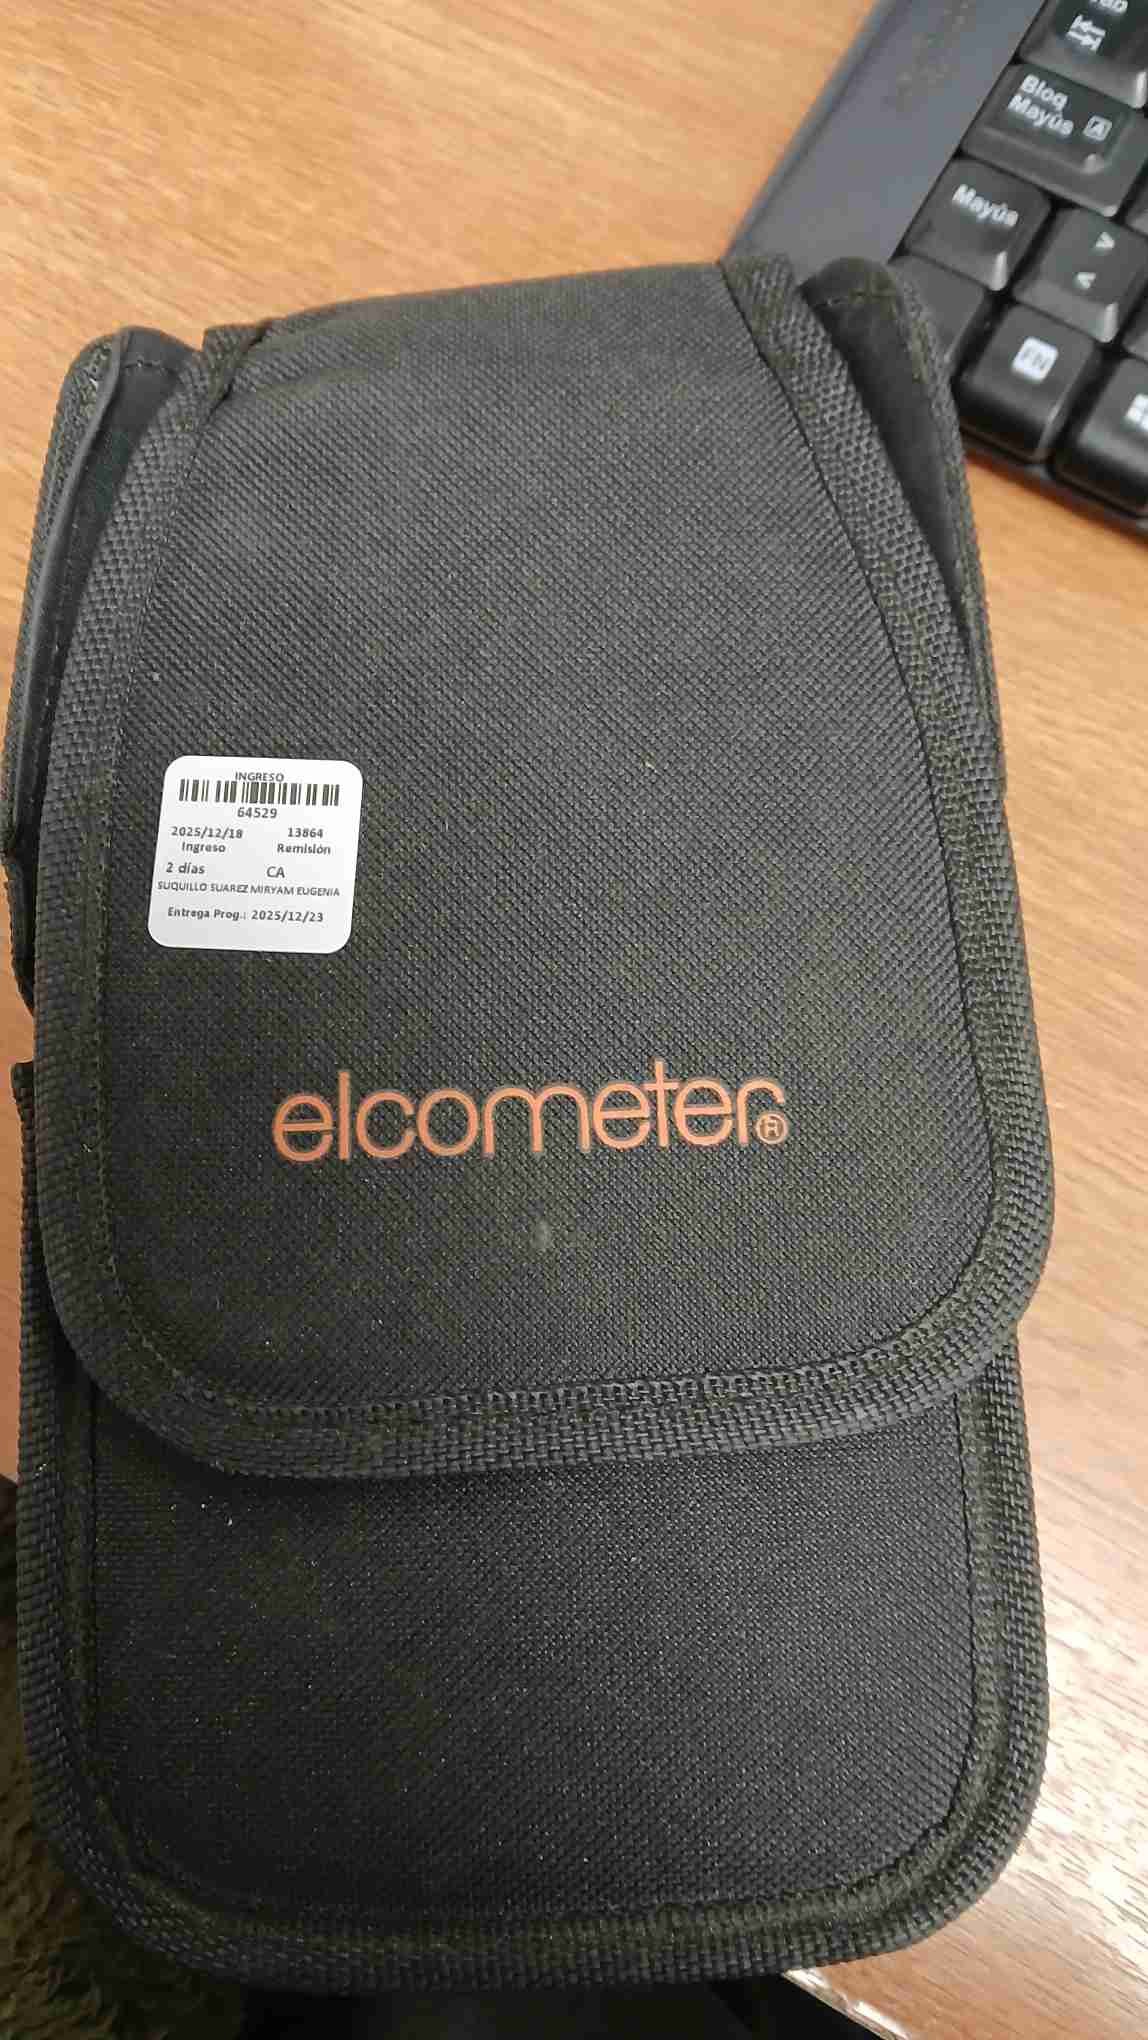 Bloq
Mayús A
Mayús
FN
INGRESO
64529
2025/12/18 13864
Ingreso Remisión
2 días CA
SUQUILLO SUAREZ MIRYAM EUGENIA
Entrega Prog.: 2025/12/23
elcometer®